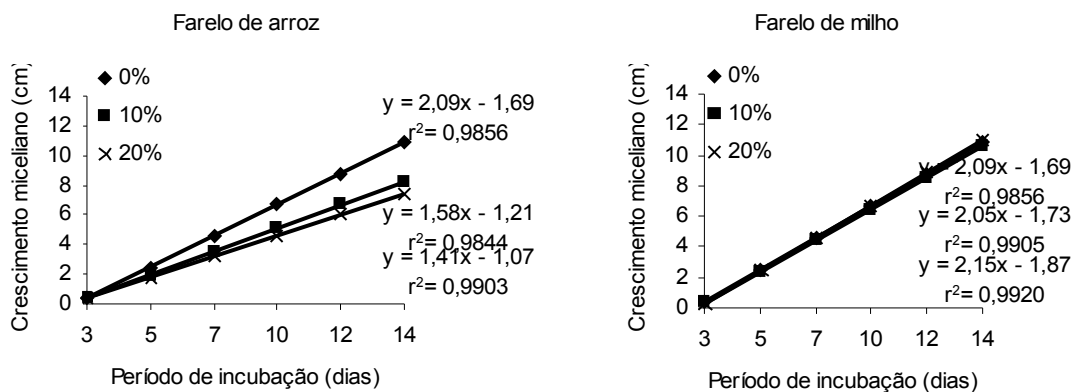 Farelo de arroz
Crescimento miceliano (cm)
14
12
10
8
6
4
2
0
0%
10%
20%
y = 2,09x - 1,69
r²= 0,9856
y = 1,58x - 1,21
r²= 0,9844
y = 1,41x - 1,07
r²= 0,9903
3 5 7 10 12 14
Período de incubação (dias)
Farelo de milho
Crescimento miceliano (cm)
14
12
10
8
6
4
2
0
0%
10%
20%
y = 2,09x - 1,69
r²= 0,9856
y = 2,05x - 1,73
r²= 0,9905
y = 2,15x - 1,87
r²= 0,9920
3 5 7 10 12 14
Período de incubação (dias)